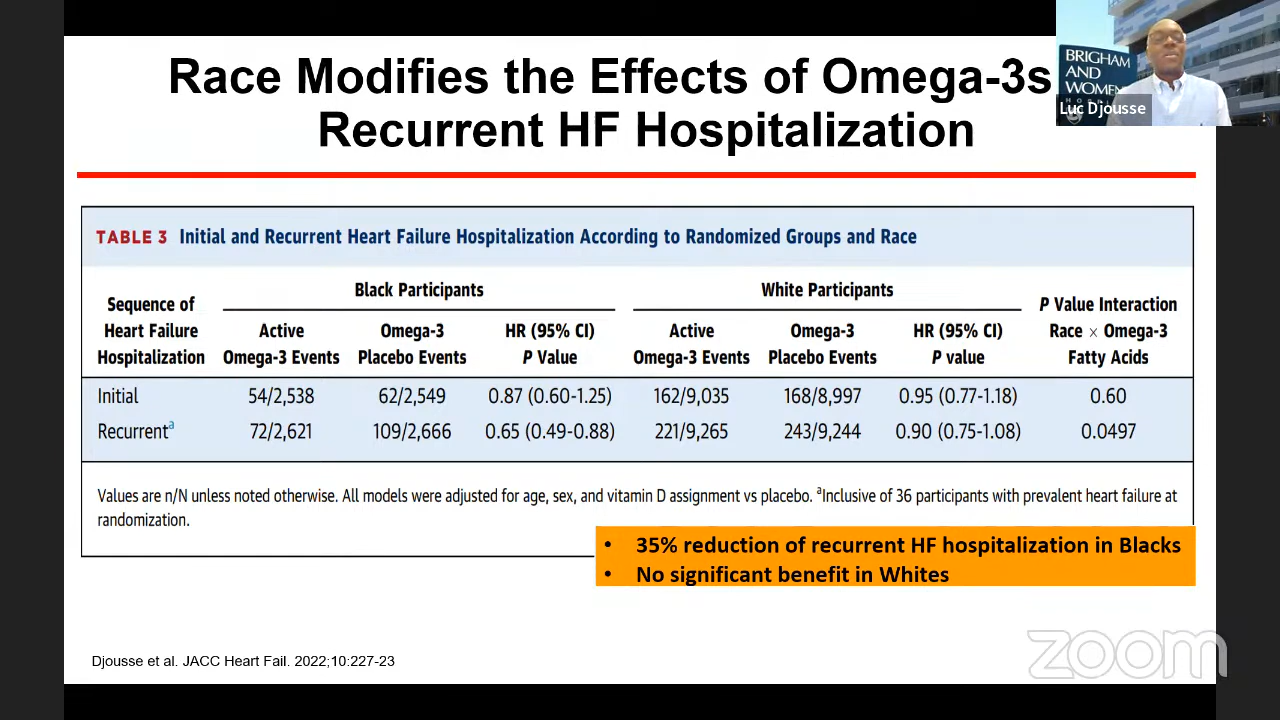 Race Modifies the Effects of Omega-3s
Recurrent HF Hospitalization
BRIGHAM
AND
WOMEN
Luc Djousse
TABLE 3 Initial and Recurrent Heart Failure Hospitalization According to Randomized Groups and Race
Black Participants White Participants
Sequence of Heart Failure Hospitalization Active Omega-3 Events Omega-3 Placebo Events HR (95% CI) P Value Active Omega-3 Events Omega-3 Placebo Events HR (95% CI) P value P Value Interaction Race × Omega-3 Fatty Acids
Initial 54/2,538 62/2,549 0.87 (0.60-1.25) 162/9,035 168/8,997 0.95 (0.77-1.18) 0.60
Recurrentᵃ 72/2,621 109/2,666 0.65 (0.49-0.88) 221/9,265 243/9,244 0.90 (0.75-1.08) 0.0497
Values are n/N unless noted otherwise. All models were adjusted for age, sex, and vitamin D assignment vs placebo. ᵃInclusive of 36 participants with prevalent heart failure at
randomization.
• 35% reduction of recurrent HF hospitalization in Blacks
• No significant benefit in Whites
Djousse et al. JACC Heart Fail. 2022;10:227-23
zoom